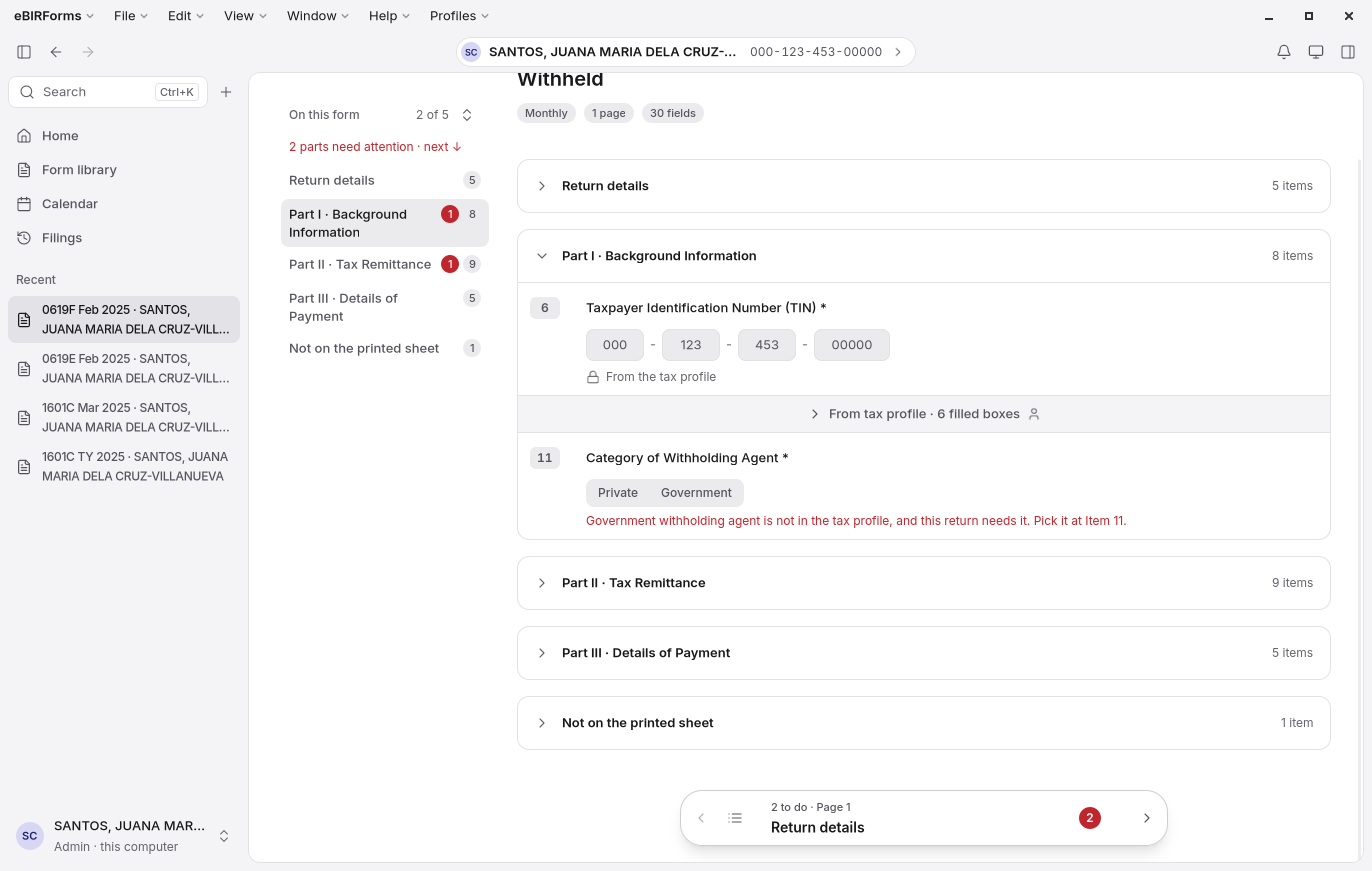 eBIRForms File Edit View Window Help Profiles
SC SANTOS, JUANA MARIA DELA CRUZ-... 000-123-453-00000
Search Ctrl+K
Home
Form library
Calendar
Filings
Recent
0619F Feb 2025 · SANTOS,
JUANA MARIA DELA CRUZ-VILL...
0619E Feb 2025 · SANTOS,
JUANA MARIA DELA CRUZ-VILL...
1601C Mar 2025 · SANTOS,
JUANA MARIA DELA CRUZ-VILL...
1601C TY 2025 · SANTOS, JUANA
MARIA DELA CRUZ-VILLANUEVA
SC SANTOS, JUANA MAR...
Admin · this computer
On this form 2 of 5
2 parts need attention · next ↓
Return details 5
Part I · Background 1 8
Information
Part II · Tax Remittance 1 9
Part III · Details of 5
Payment
Not on the printed sheet 1
Withheld
Monthly 1 page 30 fields
Return details 5 items
Part I · Background Information 8 items
6 Taxpayer Identification Number (TIN) *
000 - 123 - 453 - 00000
From the tax profile
From tax profile · 6 filled boxes
11 Category of Withholding Agent *
Private Government
Government withholding agent is not in the tax profile, and this return needs it. Pick it at Item 11.
Part II · Tax Remittance 9 items
Part III · Details of Payment 5 items
Not on the printed sheet 1 item
2 to do · Page 1
Return details 2